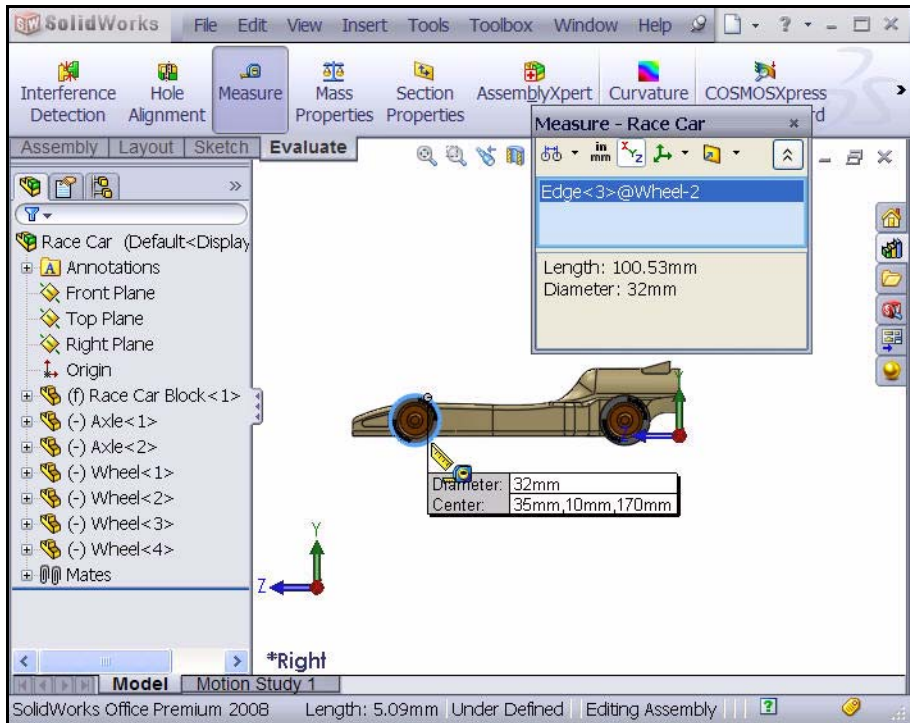 SolidWorks File Edit View Insert Tools Toolbox Window Help
Interference Detection
Hole Alignment
Measure
Mass Properties
Section Properties
AssemblyXpert
Curvature
COSMOSXpress
Assembly Layout Sketch Evaluate
Measure - Race Car
in mm
XYZ
Edge<3>@Wheel-2
Length: 100.53mm
Diameter: 32mm
Race Car (Default<Display
A Annotations
Front Plane
Top Plane
Right Plane
Origin
(f) Race Car Block<1>
(-) Axle<1>
(-) Axle<2>
(-) Wheel<1>
(-) Wheel<2>
(-) Wheel<3>
(-) Wheel<4>
Mates
Diameter: 32mm
Center: 35mm,10mm,170mm
Y
Z
*Right
Model Motion Study 1
SolidWorks Office Premium 2008 Length: 5.09mm Under Defined Editing Assembly